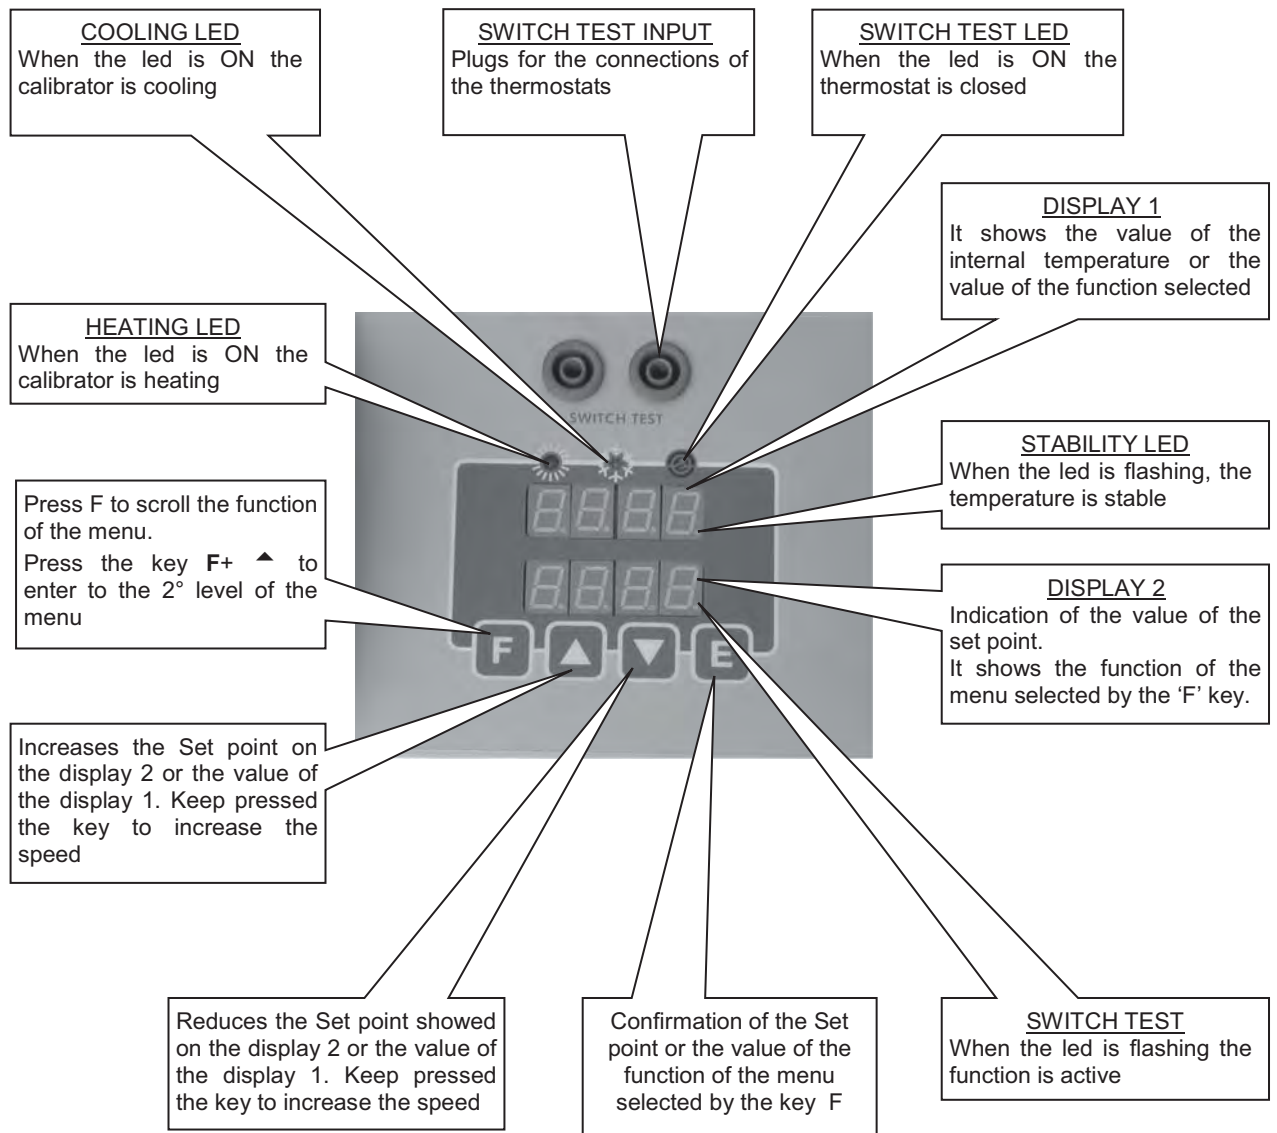 COOLING LED
When the led is ON the
calibrator is cooling
SWITCH TEST INPUT
Plugs for the connections of
the thermostats
SWITCH TEST LED
When the led is ON the
thermostat is closed
DISPLAY 1
It shows the value of the
internal temperature or the
value of the function selected
HEATING LED
When the led is ON the
calibrator is heating
SWITCH TEST
STABILITY LED
When the led is flashing, the
temperature is stable
Press F to scroll the function
of the menu.
Press the key F+ ▲ to
enter to the 2° level of the
menu
8.8.8.8
8.8.8.8
DISPLAY 2
Indication of the value of the
set point.
It shows the function of the
menu selected by the ‘F’ key.
F ▲ ▼ E
Increases the Set point on
the display 2 or the value of
the display 1. Keep pressed
the key to increase the
speed
Reduces the Set point showed
on the display 2 or the value of
the display 1. Keep pressed
the key to increase the speed
Confirmation of the Set
point or the value of the
function of the menu
selected by the key F
SWITCH TEST
When the led is flashing the
function is active